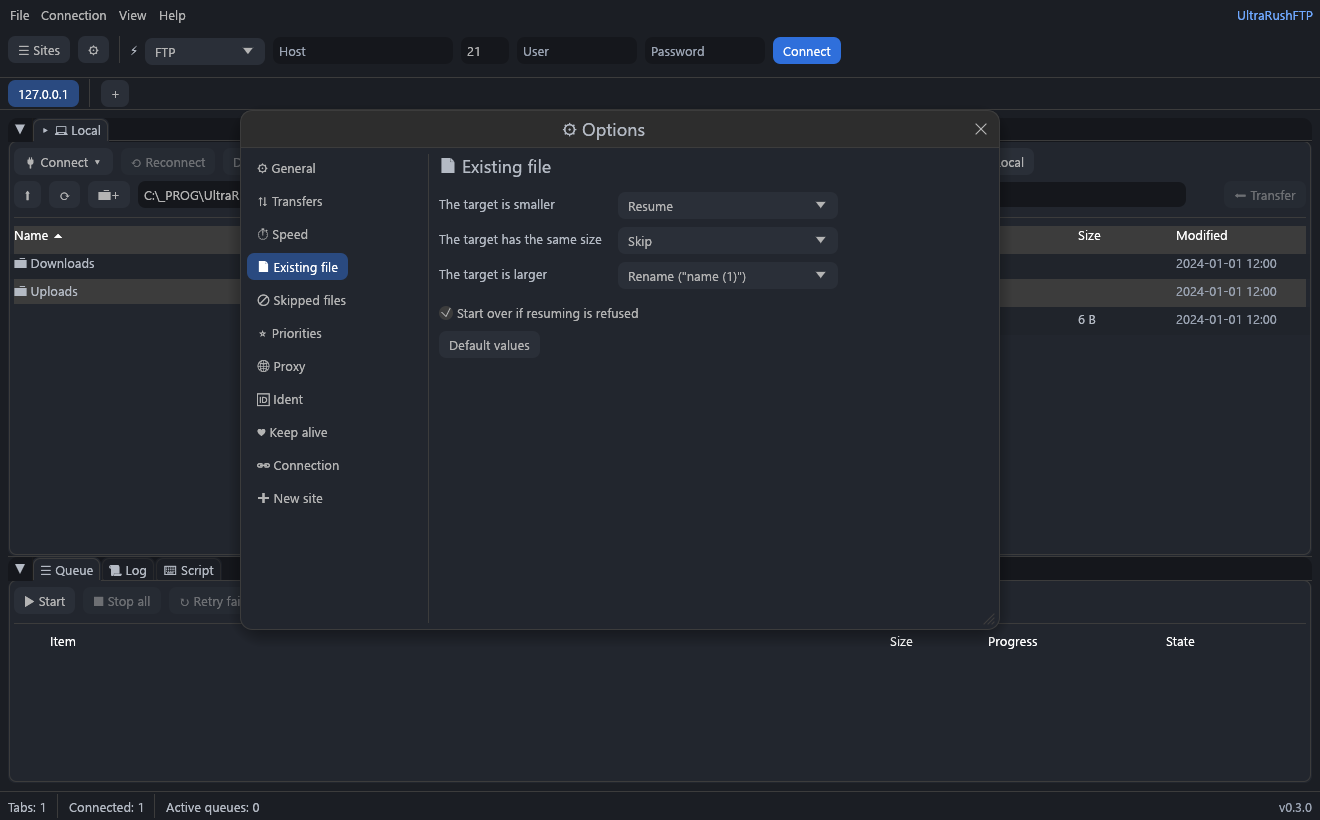 File Connection View Help UltraRushFTP
Sites FTP Host 21 User Password Connect
127.0.0.1 +
Local
Options
Connect Reconnect D ocal
C:\_PROG\UltraR Transfer
Name Size Modified
Downloads 2024-01-01 12:00
Uploads 2024-01-01 12:00
6 B 2024-01-01 12:00
General
Transfers
Speed
Existing file
Skipped files
Priorities
Proxy
Ident
Keep alive
Connection
New site
Existing file
The target is smaller Resume
The target has the same size Skip
The target is larger Rename ("name (1)")
Start over if resuming is refused
Default values
Queue Log Script
Start Stop all Retry fai
Item Size Progress State
Tabs: 1 Connected: 1 Active queues: 0 v0.3.0